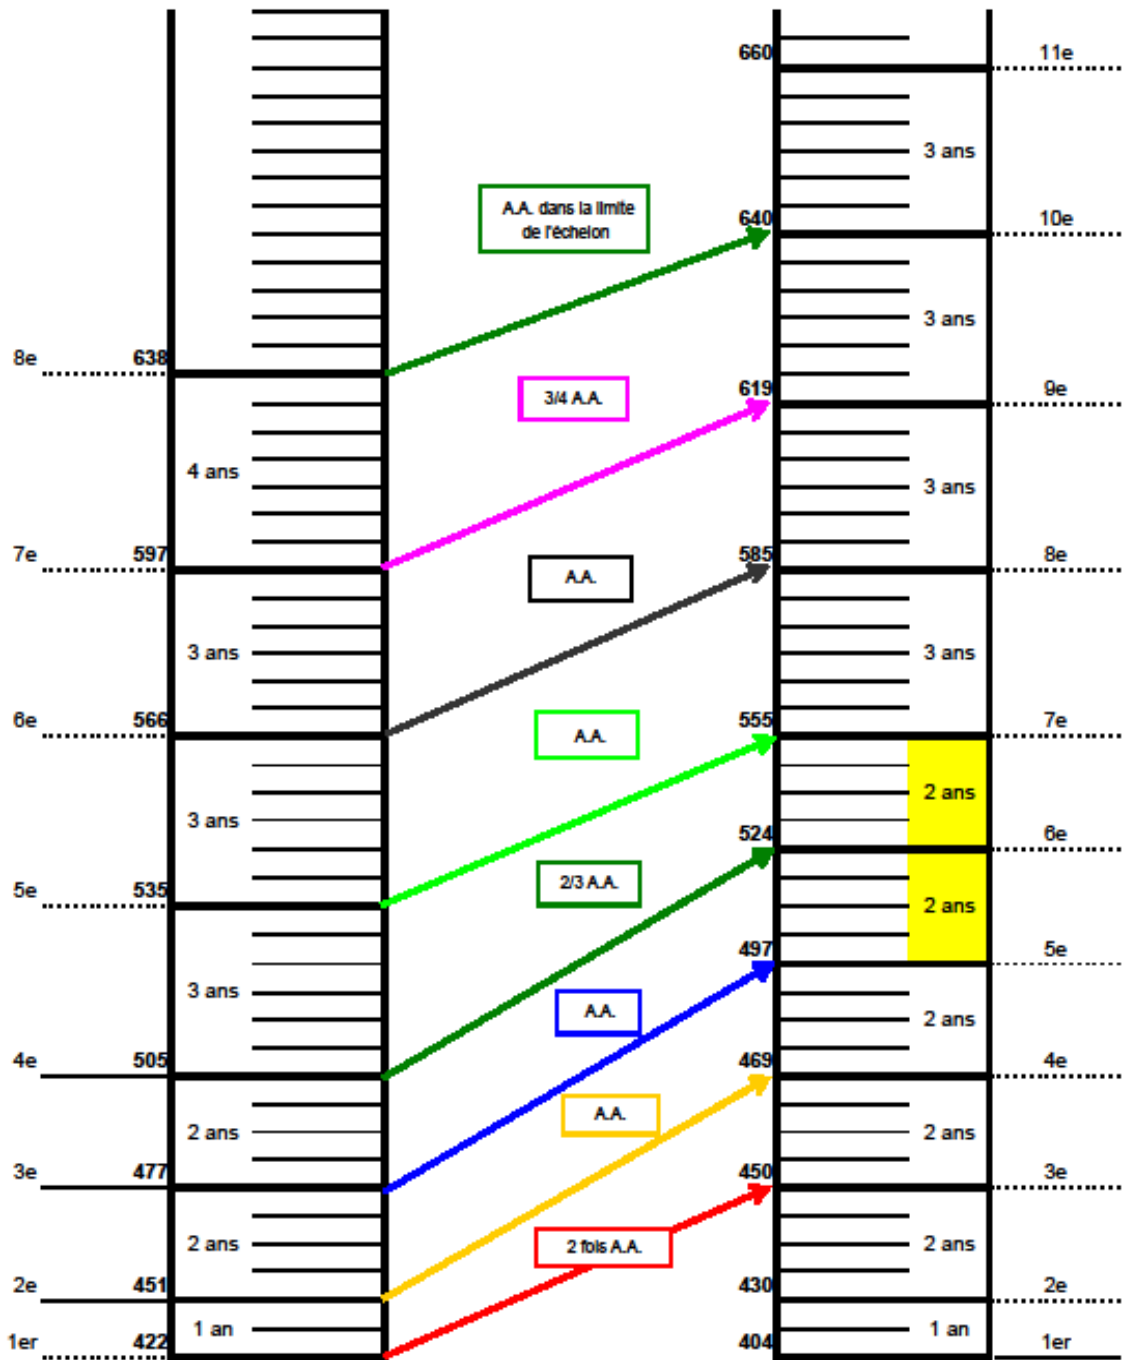 660 11e
3 ans
A.A. dans la limite
de l'échelon
640 10e
3 ans
8e 638
3/4 A.A.
619 9e
4 ans
3 ans
7e 597
A.A.
585 8e
3 ans
3 ans
6e 566
A.A.
555 7e
3 ans
2 ans
524 6e
5e 535
2/3 A.A.
2 ans
497 5e
3 ans
A.A.
2 ans
4e 505
469 4e
A.A.
2 ans
2 ans
3e 477
450 3e
2 ans
2 fois A.A.
2 ans
2e 451
430 2e
1er 422
1 an
404
1 an
1er